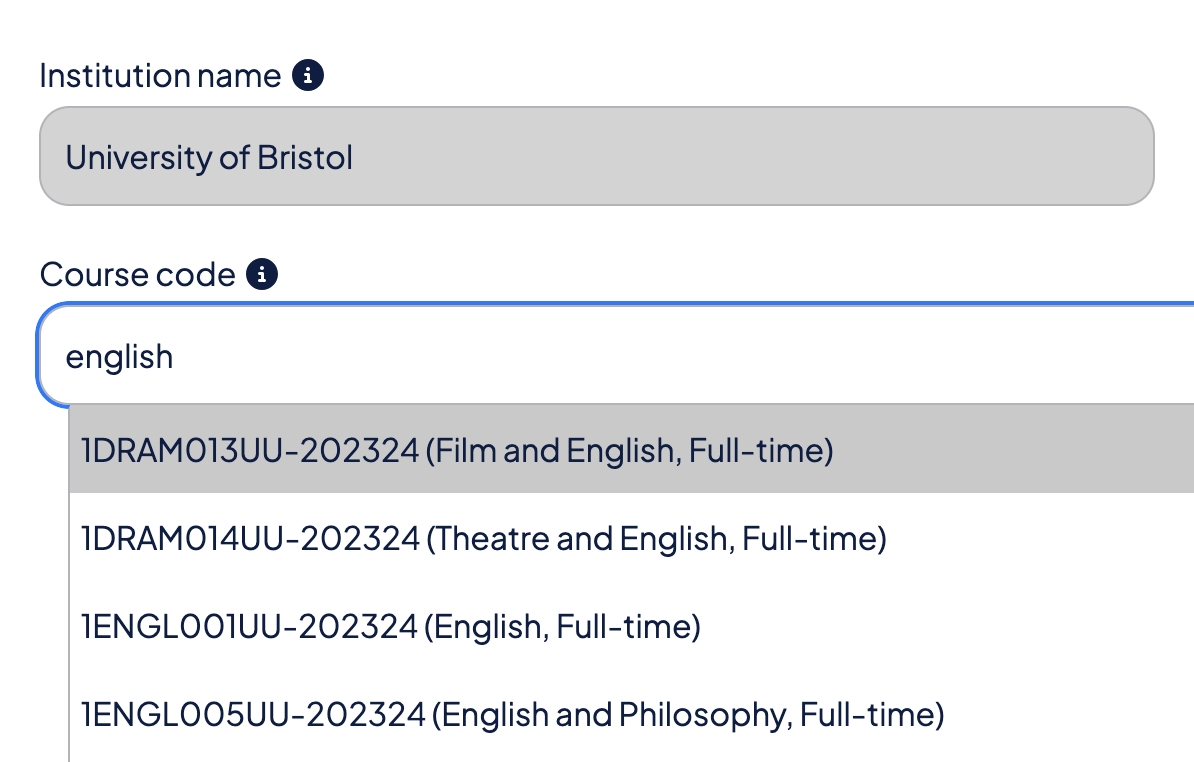 Institution name
University of Bristol
Course code
english
1DRAM013UU-202324 (Film and English, Full-time)
1DRAM014UU-202324 (Theatre and English, Full-time)
1ENGL001UU-202324 (English, Full-time)
1ENGL005UU-202324 (English and Philosophy, Full-time)